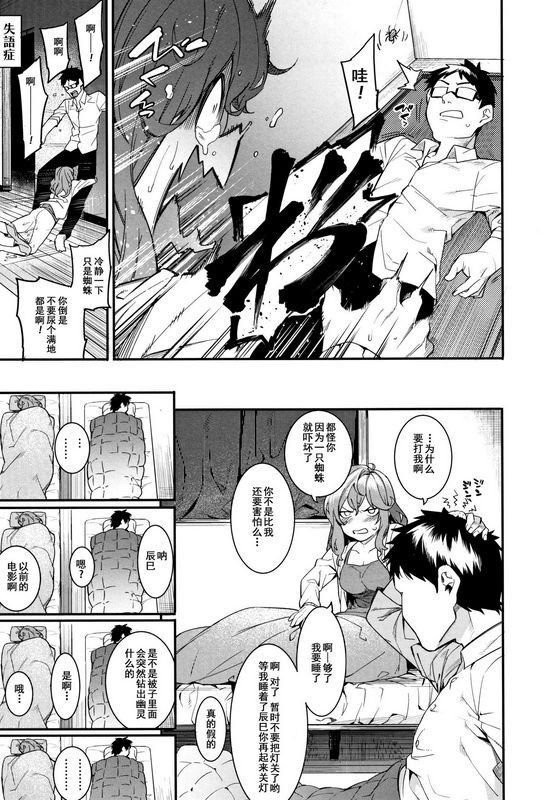 哇！
わ
啊！
啊
啊！
失語症
冷静一下
只是蜘蛛
你倒是
不要尿个满地
都是啊！
…为什么
要打我
都怪你
因为一只蜘蛛
就吓坏了
你不是比我
还要害怕么…
啊—够了
我要睡了
啊 对了 暂时不要把灯关了哟
等我睡着了辰巳你再起来关灯
真的假的
……
……
呐
辰巳
嗯？
以前的
电影啊
是不是被子里面
会突然钻出幽灵
什么的
是啊…
哦…